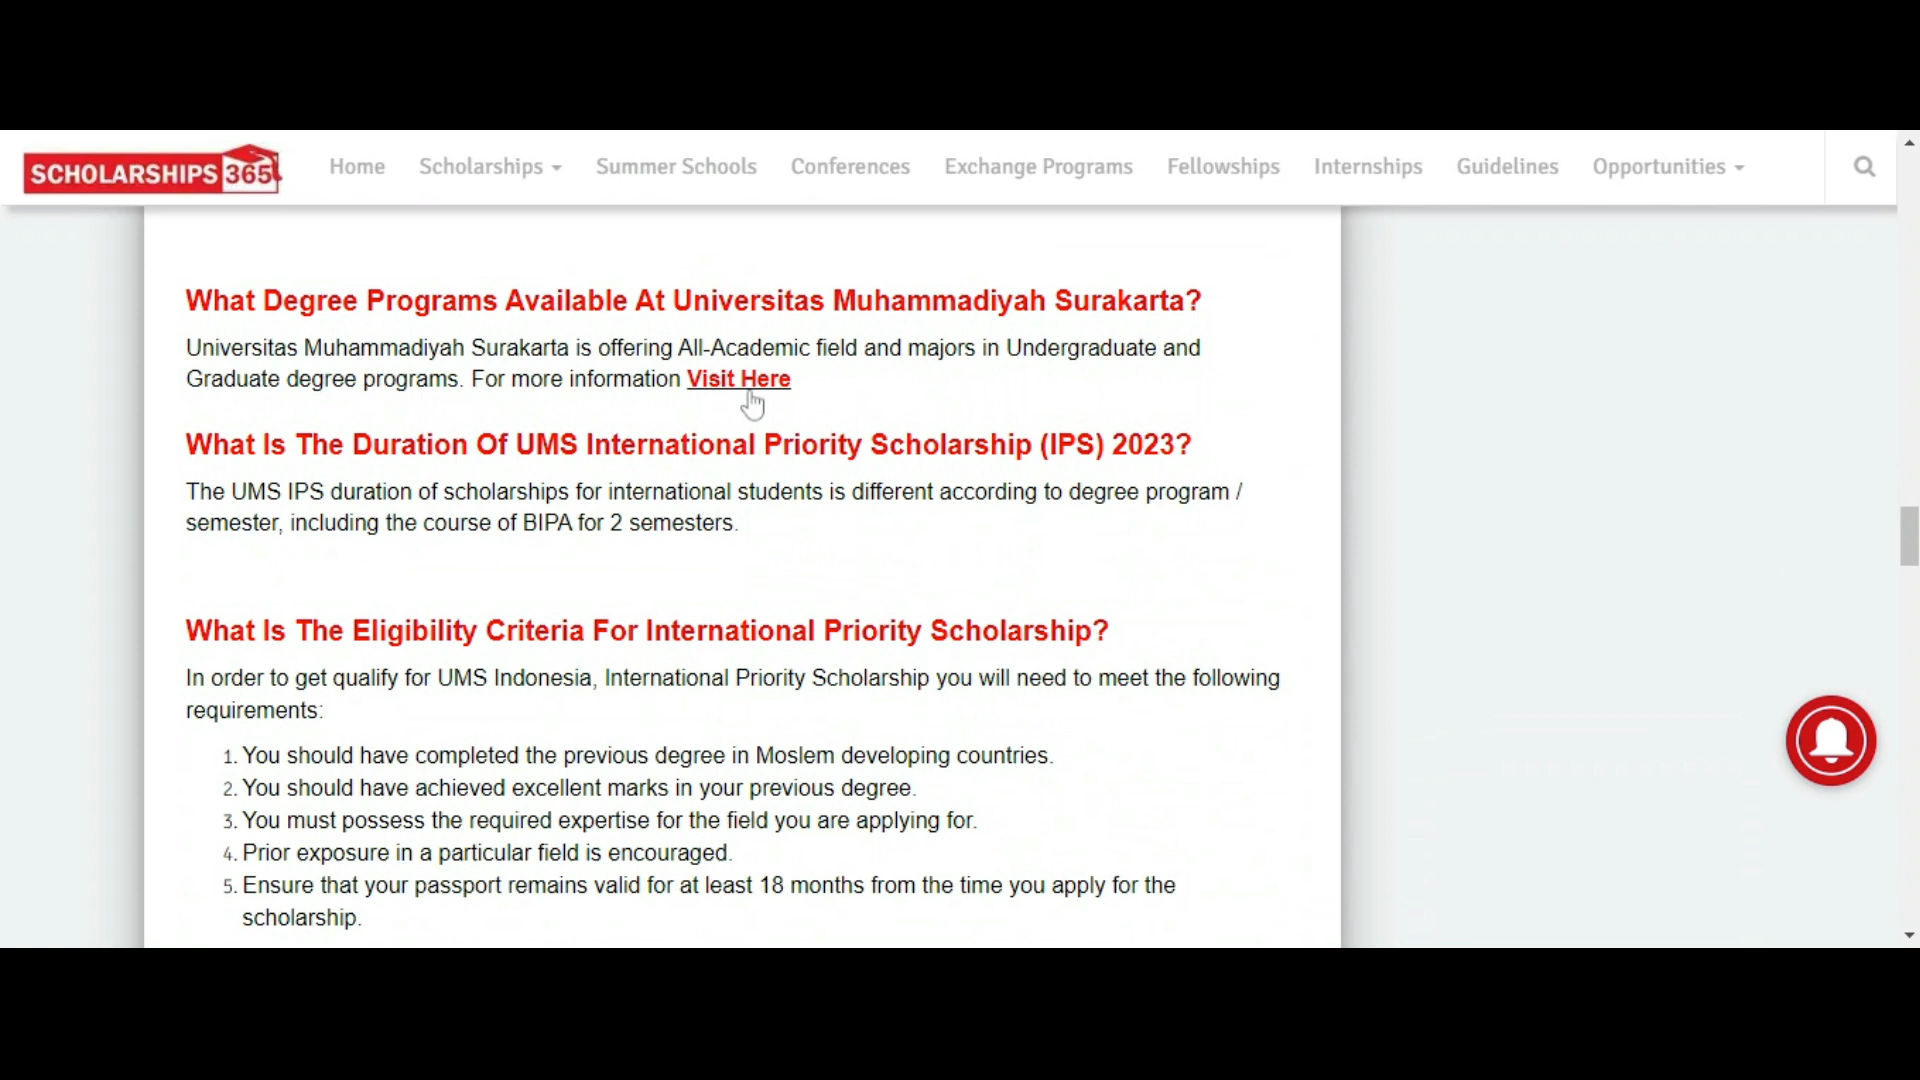 SCHOLARSHIPS 365
Home Scholarships Summer Schools Conferences Exchange Programs Fellowships Internships Guidelines Opportunities
What Degree Programs Available At Universitas Muhammadiyah Surakarta?
Universitas Muhammadiyah Surakarta is offering All-Academic field and majors in Undergraduate and
Graduate degree programs. For more information Visit Here
What Is The Duration Of UMS International Priority Scholarship (IPS) 2023?
The UMS IPS duration of scholarships for international students is different according to degree program /
semester, including the course of BIPA for 2 semesters.
What Is The Eligibility Criteria For International Priority Scholarship?
In order to get qualify for UMS Indonesia, International Priority Scholarship you will need to meet the following
requirements:
1. You should have completed the previous degree in Moslem developing countries.
2. You should have achieved excellent marks in your previous degree.
3. You must possess the required expertise for the field you are applying for.
4. Prior exposure in a particular field is encouraged.
5. Ensure that your passport remains valid for at least 18 months from the time you apply for the
scholarship.